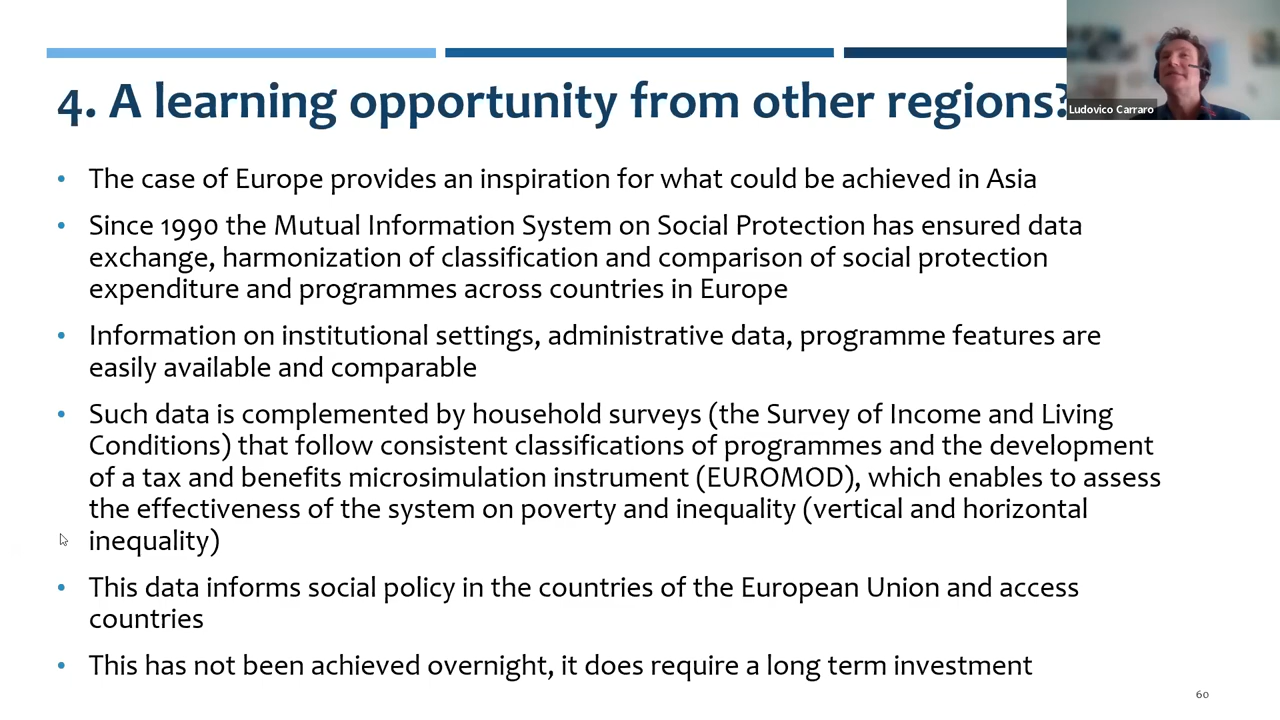 4. A learning opportunity from other regions?
Ludovico Carraro
• The case of Europe provides an inspiration for what could be achieved in Asia
• Since 1990 the Mutual Information System on Social Protection has ensured data
exchange, harmonization of classification and comparison of social protection
expenditure and programmes across countries in Europe
• Information on institutional settings, administrative data, programme features are
easily available and comparable
• Such data is complemented by household surveys (the Survey of Income and Living
Conditions) that follow consistent classifications of programmes and the development
of a tax and benefits microsimulation instrument (EUROMOD), which enables to assess
the effectiveness of the system on poverty and inequality (vertical and horizontal
inequality)
• This data informs social policy in the countries of the European Union and access
countries
• This has not been achieved overnight, it does require a long term investment
60